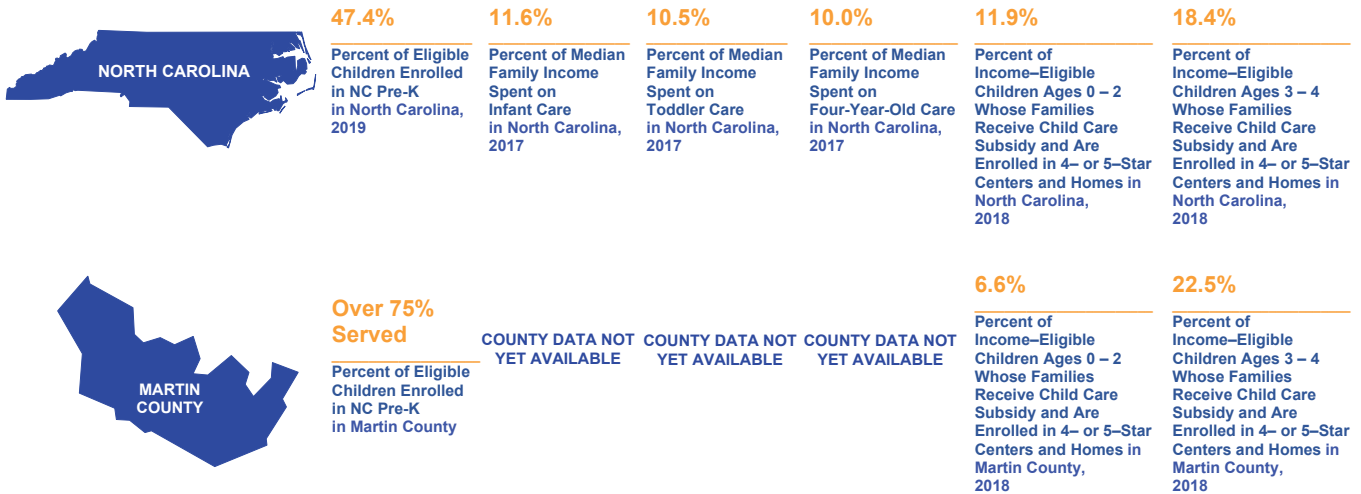 NORTH CAROLINA
47.4%
Percent of Eligible
Children Enrolled
in NC Pre-K
in North Carolina,
2019
11.6%
Percent of Median
Family Income
Spent on
Infant Care
in North Carolina,
2017
10.5%
Percent of Median
Family Income
Spent on
Toddler Care
in North Carolina,
2017
10.0%
Percent of Median
Family Income
Spent on
Four-Year-Old Care
in North Carolina,
2017
11.9%
Percent of
Income–Eligible
Children Ages 0 – 2
Whose Families
Receive Child Care
Subsidy and Are
Enrolled in 4– or 5–Star
Centers and Homes in
North Carolina,
2018
18.4%
Percent of
Income–Eligible
Children Ages 3 – 4
Whose Families
Receive Child Care
Subsidy and Are
Enrolled in 4– or 5–Star
Centers and Homes in
North Carolina,
2018
MARTIN
COUNTY
Over 75%
Served
Percent of Eligible
Children Enrolled
in NC Pre-K
in Martin County
COUNTY DATA NOT
YET AVAILABLE
COUNTY DATA NOT
YET AVAILABLE
COUNTY DATA NOT
YET AVAILABLE
6.6%
Percent of
Income–Eligible
Children Ages 0 – 2
Whose Families
Receive Child Care
Subsidy and Are
Enrolled in 4– or 5–Star
Centers and Homes in
Martin County,
2018
22.5%
Percent of
Income–Eligible
Children Ages 3 – 4
Whose Families
Receive Child Care
Subsidy and Are
Enrolled in 4– or 5–Star
Centers and Homes in
Martin County,
2018